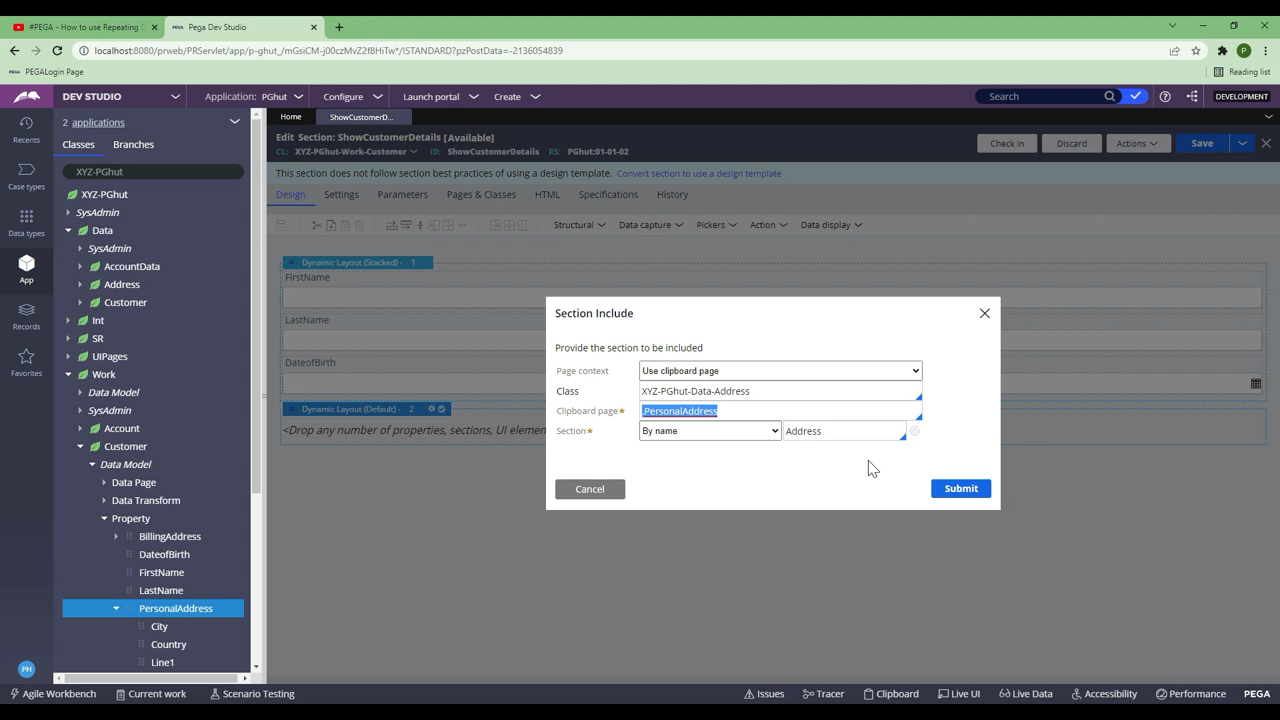 #PEGA - How to use Repeating D
Pega Dev Studio
localhost:8080/prweb/PRServlet/app/p-ghut_/mGsiCM-j00czMvZ2f8HiTw*/!STANDARD?pzPostData=-2136054839
P
PEGALogin Page
Reading list
DEV STUDIO
Application: PGhut
Configure
Launch portal
Create
Search
DEVELOPMENT
Recents
Case types
Data types
App
Records
Favorites
PH
2 applications
Classes
Branches
XYZ-PGhut
XYZ-PGhut
SysAdmin
Data
SysAdmin
AccountData
Address
Customer
Int
SR
UIPages
Work
Data Model
SysAdmin
Account
Customer
Data Model
Data Page
Data Transform
Property
BillingAddress
DateofBirth
FirstName
LastName
PersonalAddress
City
Country
Line1
Home
ShowCustomerD...
Edit Section: ShowCustomerDetails [Available]
CL: XYZ-PGhut-Work-Customer ID: ShowCustomerDetails RS: PGhut:01-01-02
Check in
Discard
Actions
Save
This section does not follow section best practices of using a design template. Convert section to use a design template
Design
Settings
Parameters
Pages & Classes
HTML
Specifications
History
Structural
Data capture
Pickers
Action
Data display
Dynamic Layout (Stacked) - 1
FirstName
LastName
DateofBirth
Dynamic Layout (Default) - 2
<Drop any number of properties, sections, UI elemen
Section Include
Provide the section to be included
Page context Use clipboard page
Class XYZ-PGhut-Data-Address
Clipboard page* .PersonalAddress
Section* By name Address
Cancel
Submit
Agile Workbench
Current work
Scenario Testing
Issues
Tracer
Clipboard
Live UI
Live Data
Accessibility
Performance
PEGA